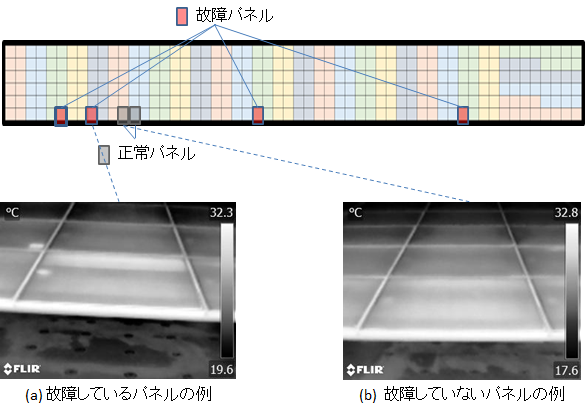 故障パネル
正常パネル
℃ 32.3
19.6
◆FLIR
℃ 32.8
17.6
◆FLIR
(a) 故障しているパネルの例
(b) 故障していないパネルの例